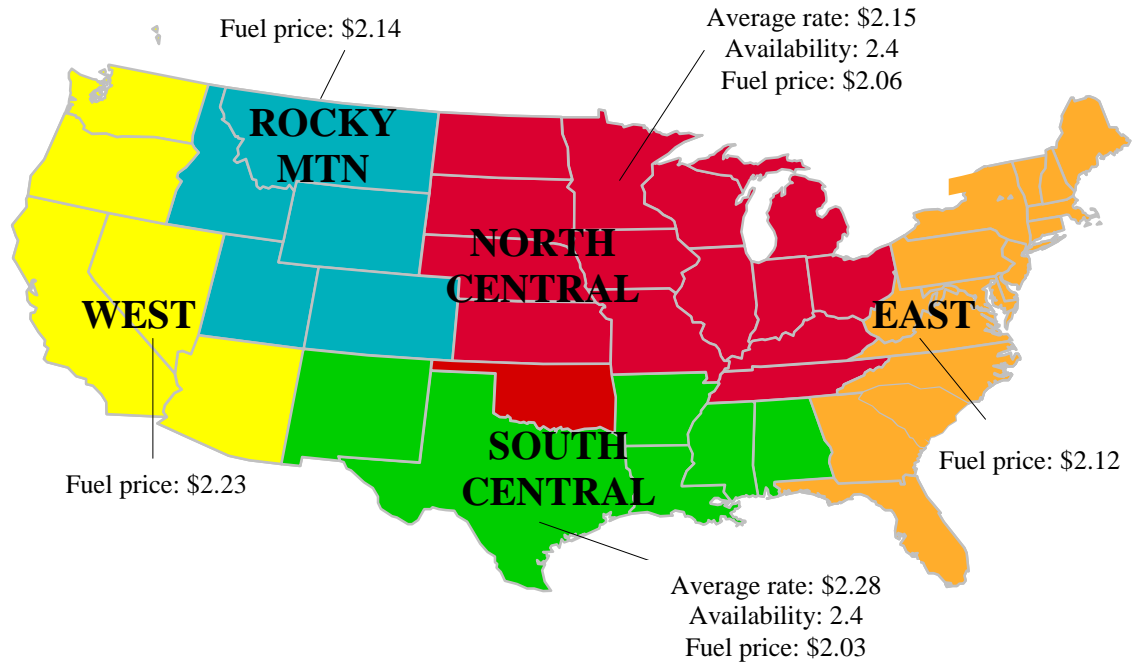 Average rate: $2.15
Fuel price: $2.14
Availability: 2.4
Fuel price: $2.06
ROCKY
MTN
NORTH
CENTRAL
WEST
EAST
SOUTH
CENTRAL
Fuel price: $2.12
Fuel price: $2.23
Average rate: $2.28
Availability: 2.4
Fuel price: $2.03